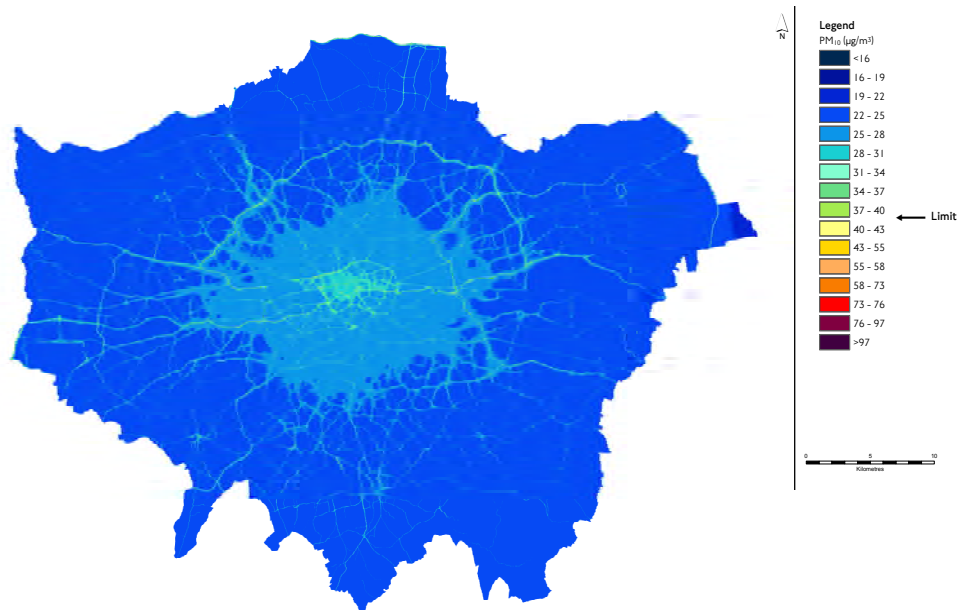 N
Legend
PM₁₀ (µg/m³)
<16
16 - 19
19 - 22
22 - 25
25 - 28
28 - 31
31 - 34
34 - 37
37 - 40
Limit
40 - 43
43 - 55
55 - 58
58 - 73
73 - 76
76 - 97
>97
0 5 10
Kilometres